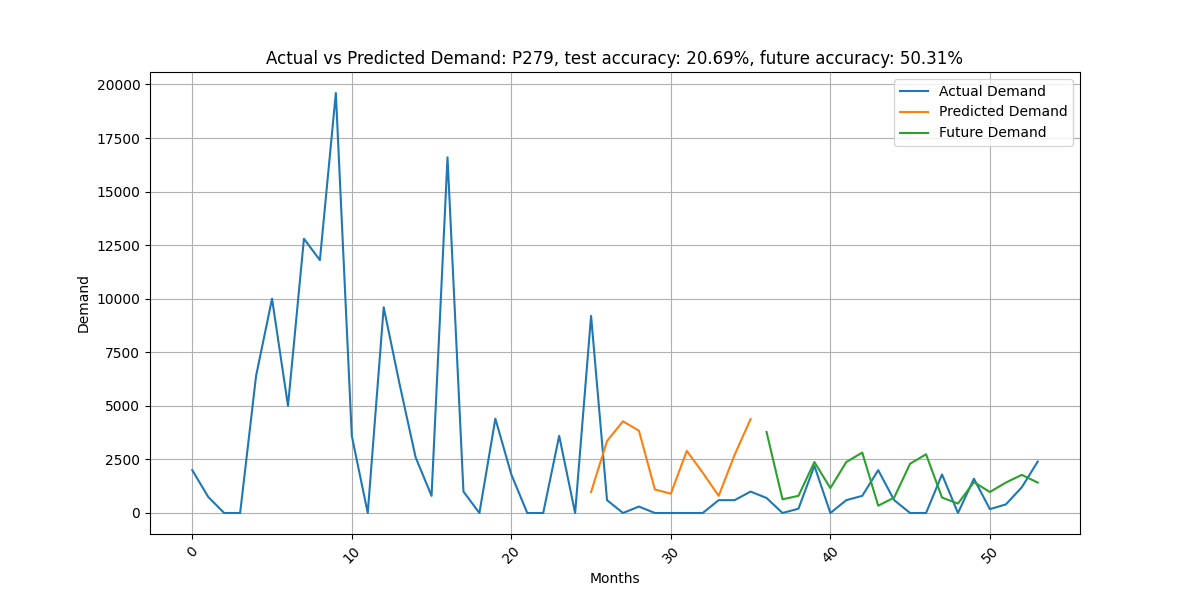 Actual vs Predicted Demand: P279, test accuracy: 20.69%, future accuracy: 50.31%
Actual Demand
Predicted Demand
Future Demand
20000
17500
15000
12500
10000
7500
5000
2500
0
Demand
0
10
20
30
40
50
Months